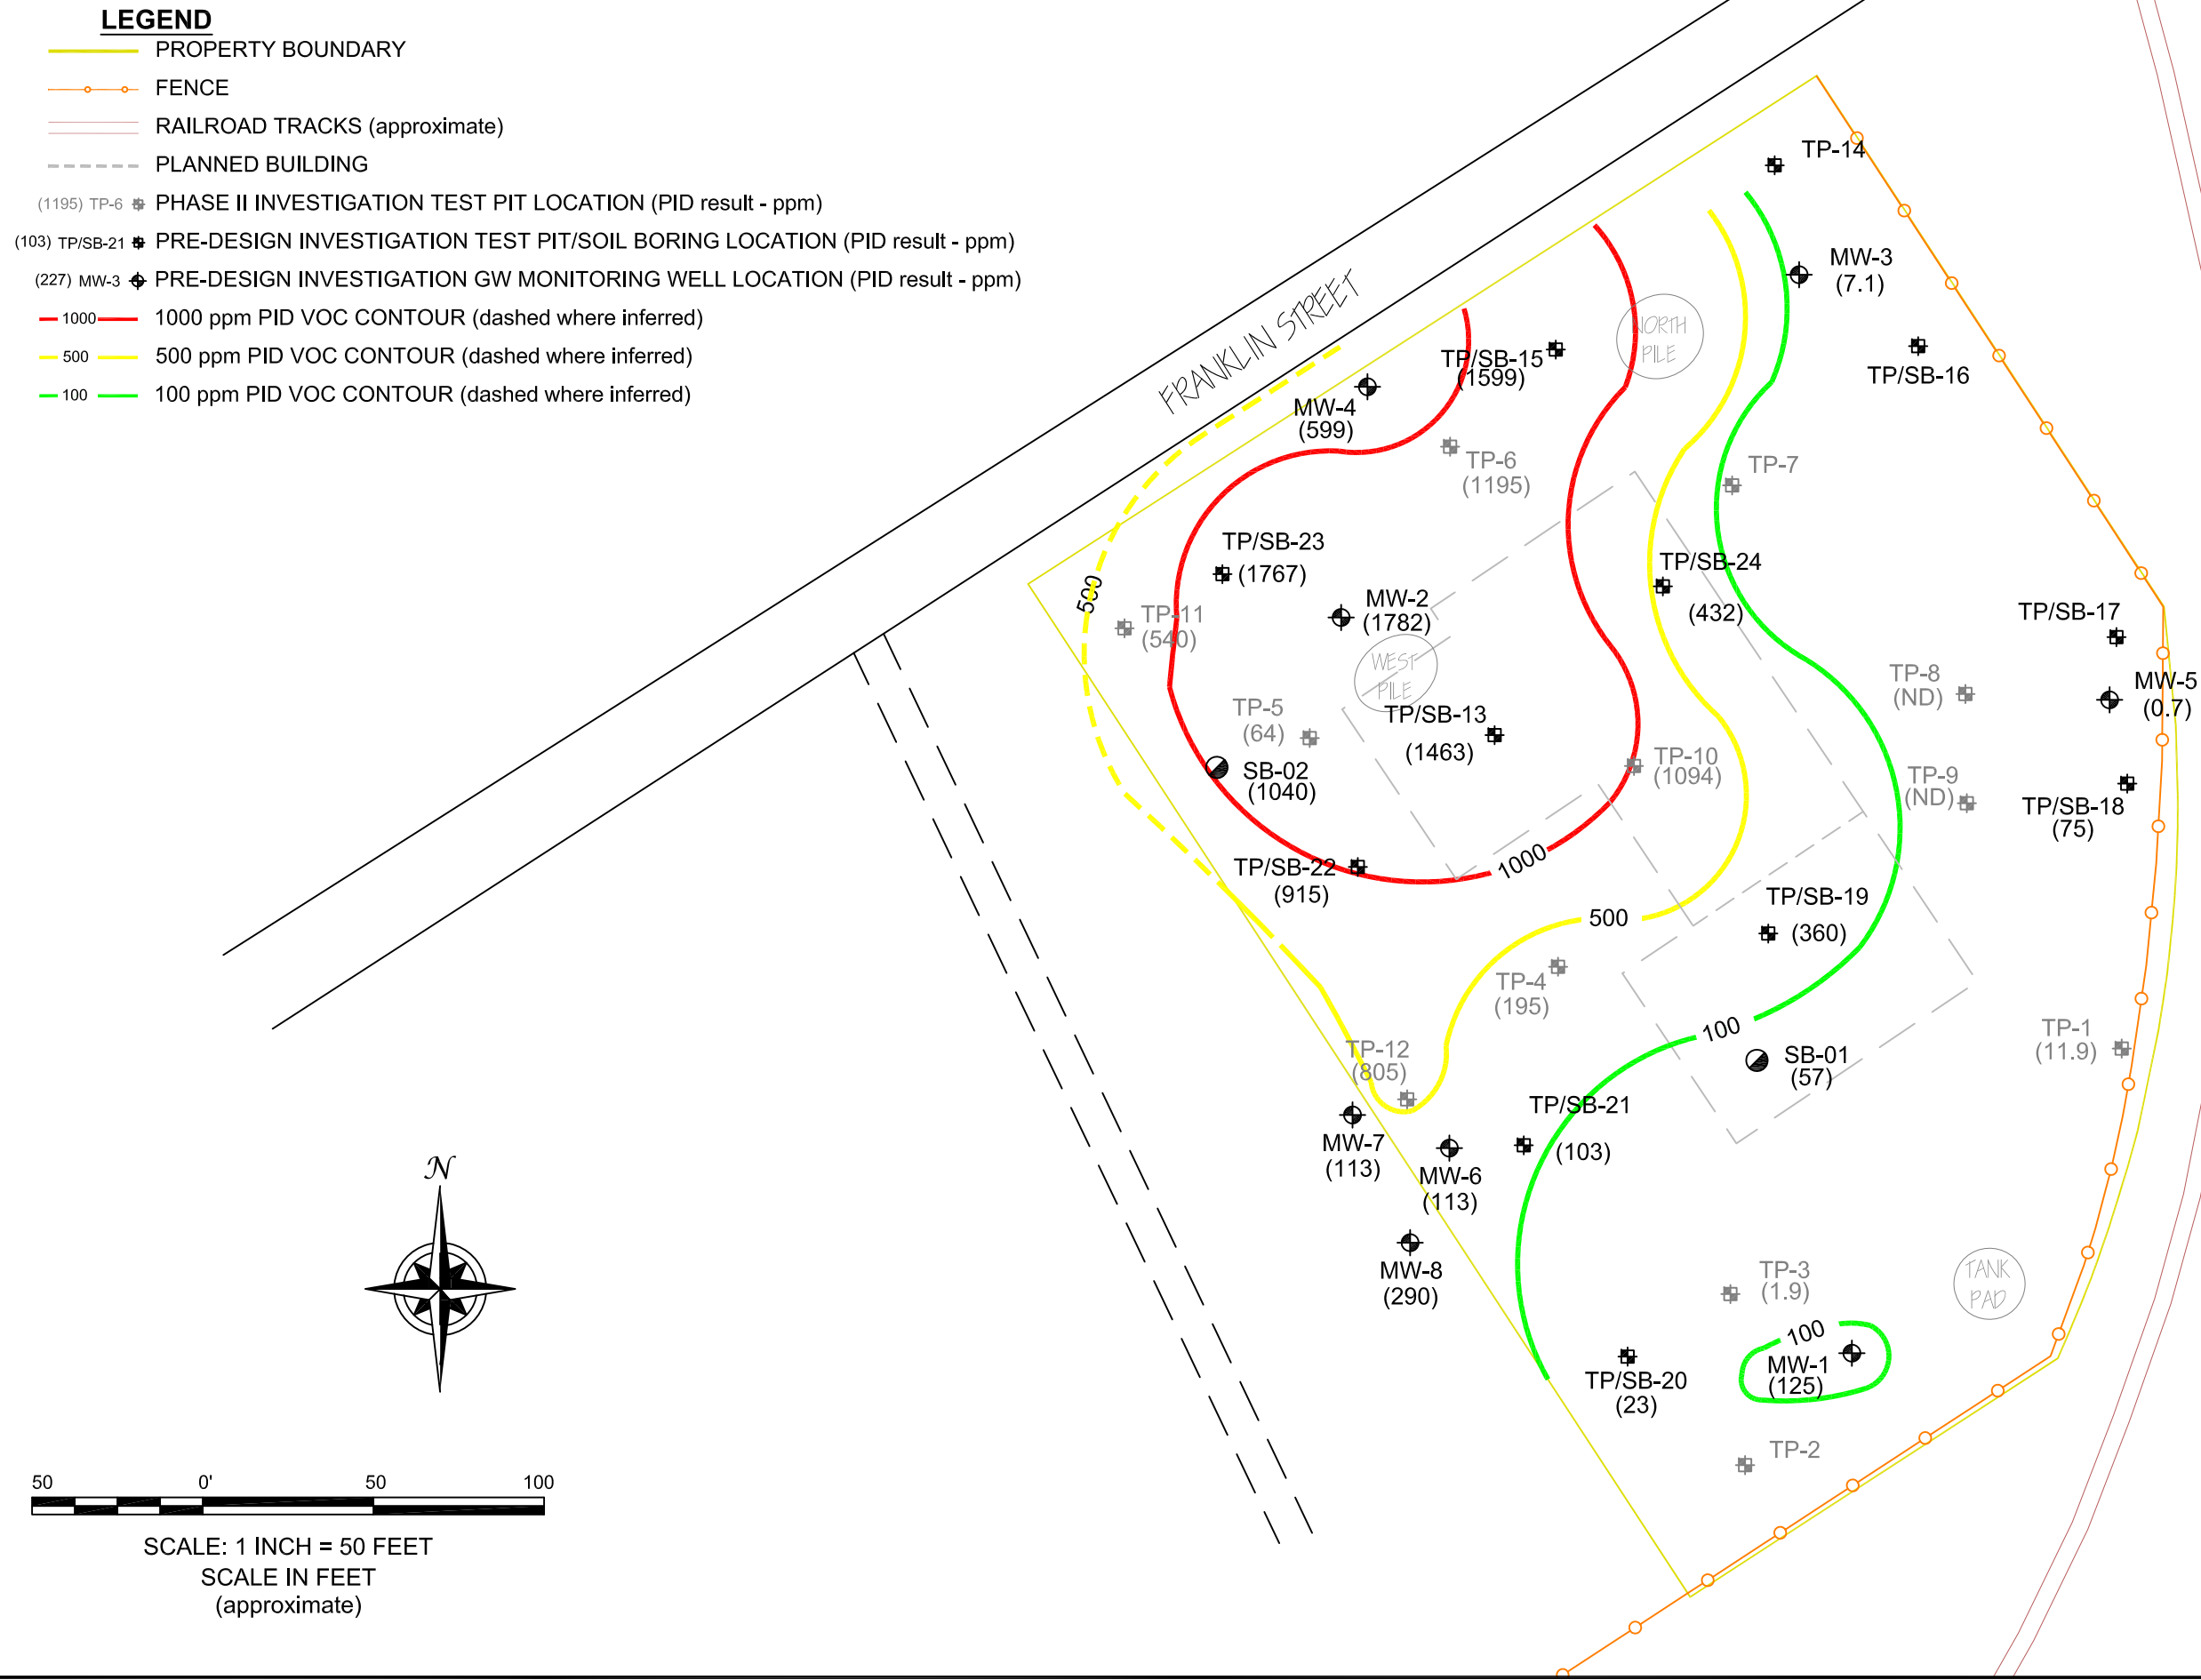 LEGEND
PROPERTY BOUNDARY
FENCE
RAILROAD TRACKS (approximate)
PLANNED BUILDING
(1195) TP-6 PHASE II INVESTIGATION TEST PIT LOCATION (PID result - ppm)
(103) TP/SB-21 PRE-DESIGN INVESTIGATION TEST PIT/SOIL BORING LOCATION (PID result - ppm)
(227) MW-3 PRE-DESIGN INVESTIGATION GW MONITORING WELL LOCATION (PID result - ppm)
1000 1000 ppm PID VOC CONTOUR (dashed where inferred)
500 500 ppm PID VOC CONTOUR (dashed where inferred)
100 100 ppm PID VOC CONTOUR (dashed where inferred)
FRANKLIN STREET
TP-14
MW-3
(7.1)
NORTH
PILE
TP/SB-15
(1599)
TP/SB-16
MW-4
(599)
TP-6
(1195)
TP-7
TP/SB-23
(1767)
TP/SB-24
(432)
500
TP-11
(540)
MW-2
(1782)
TP/SB-17
WEST
PILE
TP-8
(ND)
MW-5
(0.7)
TP-5
(64)
TP/SB-13
(1463)
TP-10
(1094)
SB-02
(1040)
TP-9
(ND)
TP/SB-18
(75)
TP/SB-22
(915)
1000
500
TP/SB-19
(360)
TP-4
(195)
100
TP-1
(11.9)
TP-12
(805)
SB-01
(57)
TP/SB-21
(103)
MW-7
(113)
MW-6
(113)
MW-8
(290)
TP-3
(1.9)
TANK
PAD
100
MW-1
(125)
TP/SB-20
(23)
TP-2
N
50 0' 50 100
SCALE: 1 INCH = 50 FEET
SCALE IN FEET
(approximate)